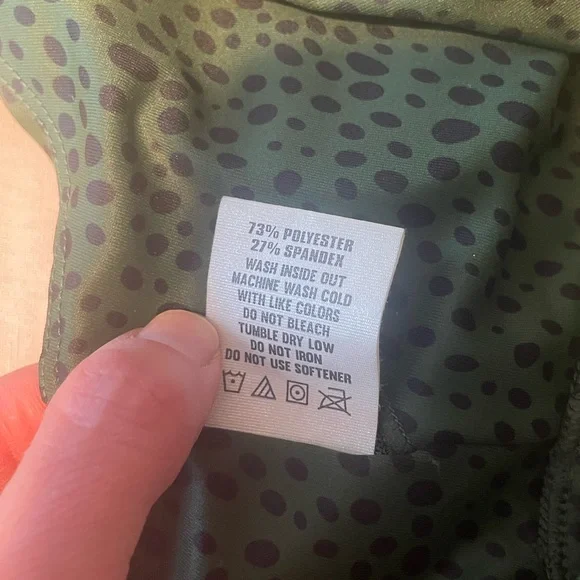 73% POLYESTER
27% SPANDEX
WASH INSIDE OUT
MACHINE WASH COLD
WITH LIKE COLORS
DO NOT BLEACH
TUMBLE DRY LOW
DO NOT IRON
DO NOT USE SOFTENER